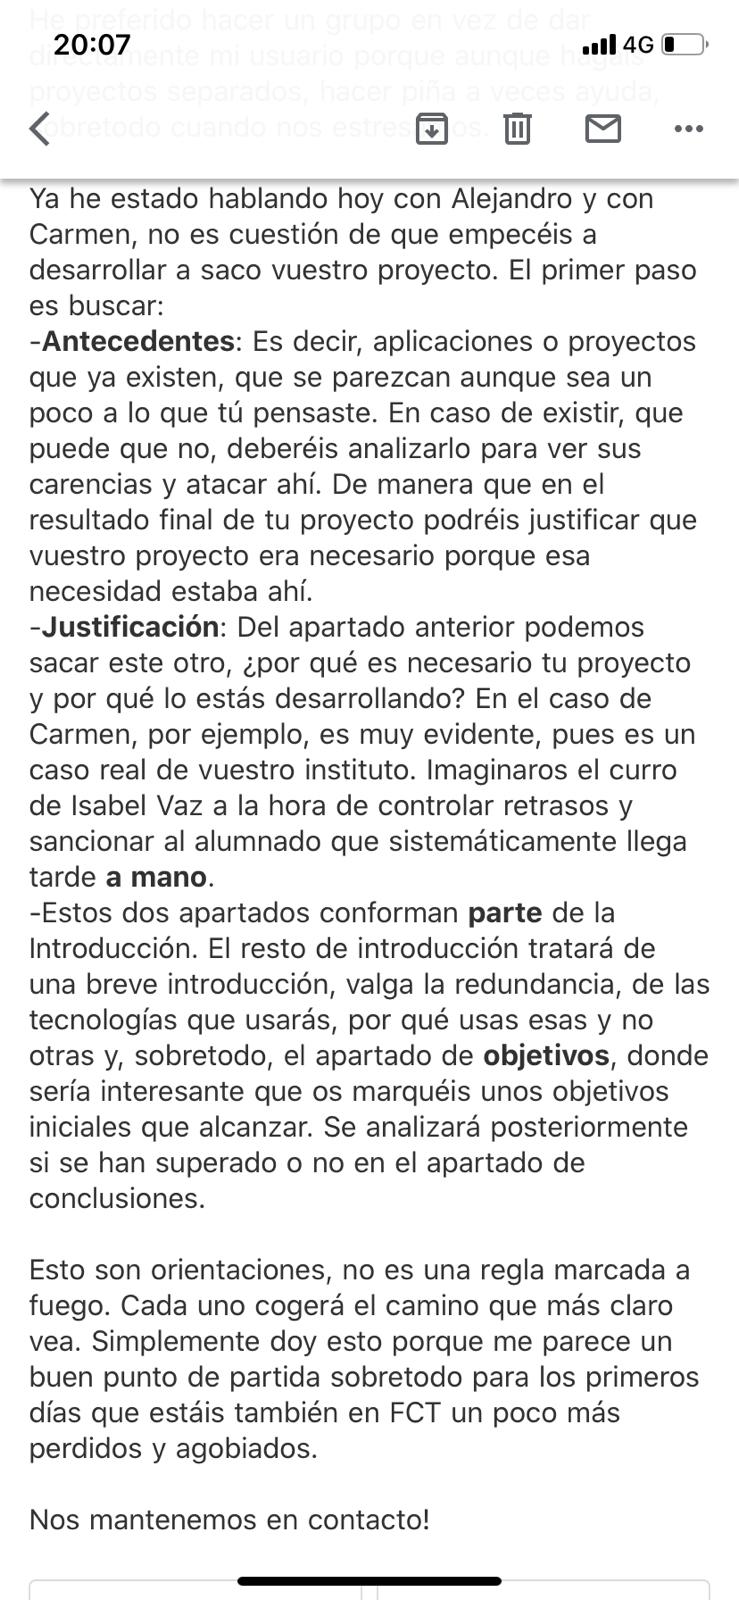 He preferido hacer un grupo en vez de dar
20:07
4G
directamente mi usuario porque aunque hagáis
proyectos separados, hacer piña a veces ayuda,
sobretodo cuando nos estresamos.
Ya he estado hablando hoy con Alejandro y con
Carmen, no es cuestión de que empecéis a
desarrollar a saco vuestro proyecto. El primer paso
es buscar:
-Antecedentes: Es decir, aplicaciones o proyectos
que ya existen, que se parezcan aunque sea un
poco a lo que tú pensaste. En caso de existir, que
puede que no, deberéis analizarlo para ver sus
carencias y atacar ahí. De manera que en el
resultado final de tu proyecto podréis justificar que
vuestro proyecto era necesario porque esa
necesidad estaba ahí.
-Justificación: Del apartado anterior podemos
sacar este otro, ¿por qué es necesario tu proyecto
y por qué lo estás desarrollando? En el caso de
Carmen, por ejemplo, es muy evidente, pues es un
caso real de vuestro instituto. Imaginaros el curro
de Isabel Vaz a la hora de controlar retrasos y
sancionar al alumnado que sistemáticamente llega
tarde a mano.
-Estos dos apartados conforman parte de la
Introducción. El resto de introducción tratará de
una breve introducción, valga la redundancia, de las
tecnologías que usarás, por qué usas esas y no
otras y, sobretodo, el apartado de objetivos, donde
sería interesante que os marquéis unos objetivos
iniciales que alcanzar. Se analizará posteriormente
si se han superado o no en el apartado de
conclusiones.
Esto son orientaciones, no es una regla marcada a
fuego. Cada uno cogerá el camino que más claro
vea. Simplemente doy esto porque me parece un
buen punto de partida sobretodo para los primeros
días que estáis también en FCT un poco más
perdidos y agobiados.
Nos mantenemos en contacto!